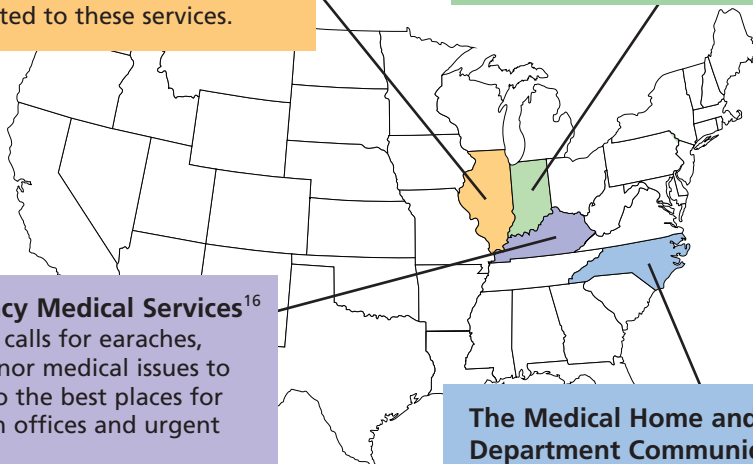 ted to these services.
cy Medical Services16
calls for earaches,
nor medical issues to
o the best places for
n offices and urgent
The Medical Home and
Department Communic